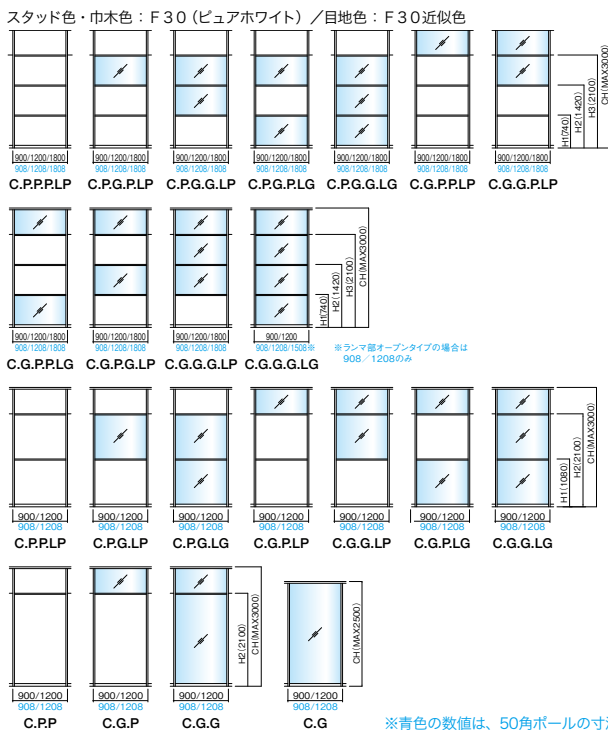 スタッド色・巾木色：F30（ピュアホワイト）／目地色：F30近似色
H1(740)
H2(1420)
H3(2100)
CH(MAX3000)
900/1200/1800 900/1200/1800 900/1200/1800 900/1200/1800 900/1200/1800 900/1200/1800 900/1200/1800
908/1208/1808 908/1208/1808 908/1208/1808 908/1208/1808 908/1208/1808 908/1208/1808 908/1208/1808
C.P.P.P.LP C.P.G.P.LP C.P.G.G.LP C.P.G.P.LG C.P.G.G.LG C.G.P.P.LP C.G.G.P.LP
H1(740)
H2(1420)
H3(2100)
CH(MAX3000)
900/1200/1800 900/1200/1800 900/1200/1800 900/1200
908/1208/1808 908/1208/1808 908/1208/1808 908/1208/1508※
※ランマ部オープンタイプの場合は
908／1208のみ
C.G.P.P.LG C.G.P.G.LP C.G.G.G.LP C.G.G.G.LG
H1(1080)
H2(2100)
CH(MAX3000)
900/1200 900/1200 900/1200 900/1200 900/1200 900/1200 900/1200
908/1208 908/1208 908/1208 908/1208 908/1208 908/1208 908/1208
C.P.P.LP C.P.G.LP C.P.G.LG C.G.P.LP C.G.G.LP C.G.P.LG C.G.G.LG
H2(2100)
CH(MAX3000)
CH(MAX2500)
900/1200 900/1200 900/1200 900/1200
908/1208 908/1208 908/1208 908/1208
C.P.P C.G.P C.G.G C.G
※青色の数値は、50角ポールの寸